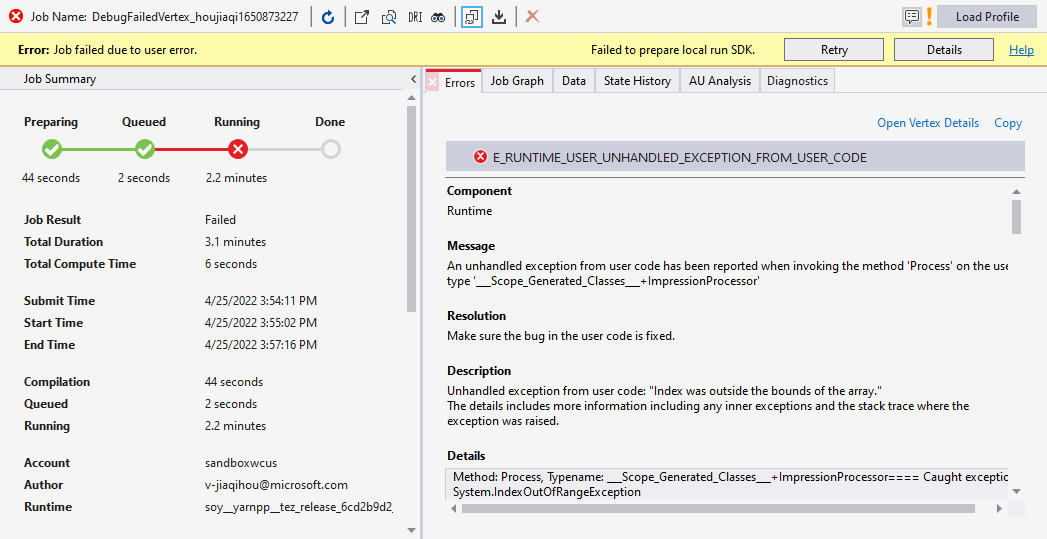 Job Name: DebugFailedVertex_houjiaqi1650873227
DRI
Load Profile
Error: Job failed due to user error.
Failed to prepare local run SDK.
Retry
Details
Help
Job Summary
Preparing Queued Running Done
44 seconds 2 seconds 2.2 minutes
Job Result Failed
Total Duration 3.1 minutes
Total Compute Time 6 seconds
Submit Time 4/25/2022 3:54:11 PM
Start Time 4/25/2022 3:55:02 PM
End Time 4/25/2022 3:57:16 PM
Compilation 44 seconds
Queued 2 seconds
Running 2.2 minutes
Account sandboxwcus
Author v-jiaqihou@microsoft.com
Runtime soy__yarnpp__tez_release_6cd2b9d2_
Errors Job Graph Data State History AU Analysis Diagnostics
Open Vertex Details Copy
E_RUNTIME_USER_UNHANDLED_EXCEPTION_FROM_USER_CODE
Component
Runtime
Message
An unhandled exception from user code has been reported when invoking the method 'Process' on the use
type '___Scope_Generated_Classes___+ImpressionProcessor'
Resolution
Make sure the bug in the user code is fixed.
Description
Unhandled exception from user code: "Index was outside the bounds of the array."
The details includes more information including any inner exceptions and the stack trace where the
exception was raised.
Details
Method: Process, Typename: ___Scope_Generated_Classes___+ImpressionProcessor==== Caught exceptic
System.IndexOutOfRangeException